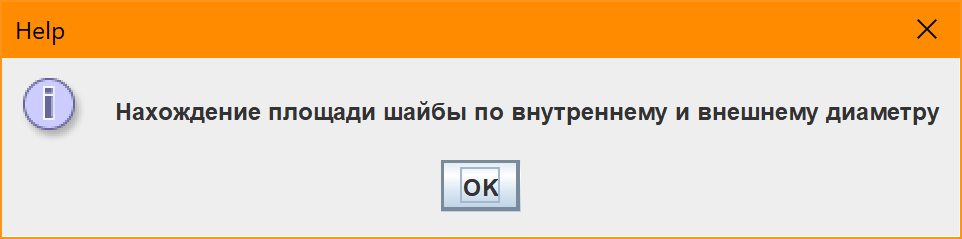 Help
Нахождение площади шайбы по внутреннему и внешнему диаметру
OK